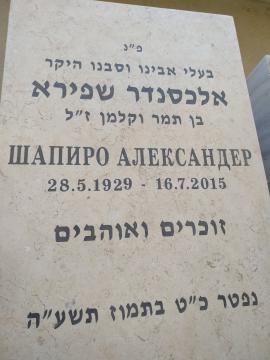 פ"נ
בעלי אבינו וסבנו היקר
אלכסנדר שפירא
בן תמר וקלמן ז"ל
ШАПИРО АЛЕКСАНДЕР
28.5.1929 - 16.7.2015
זוכרים ואוהבים
נפטר כ"ט בתמוז תשע"ה